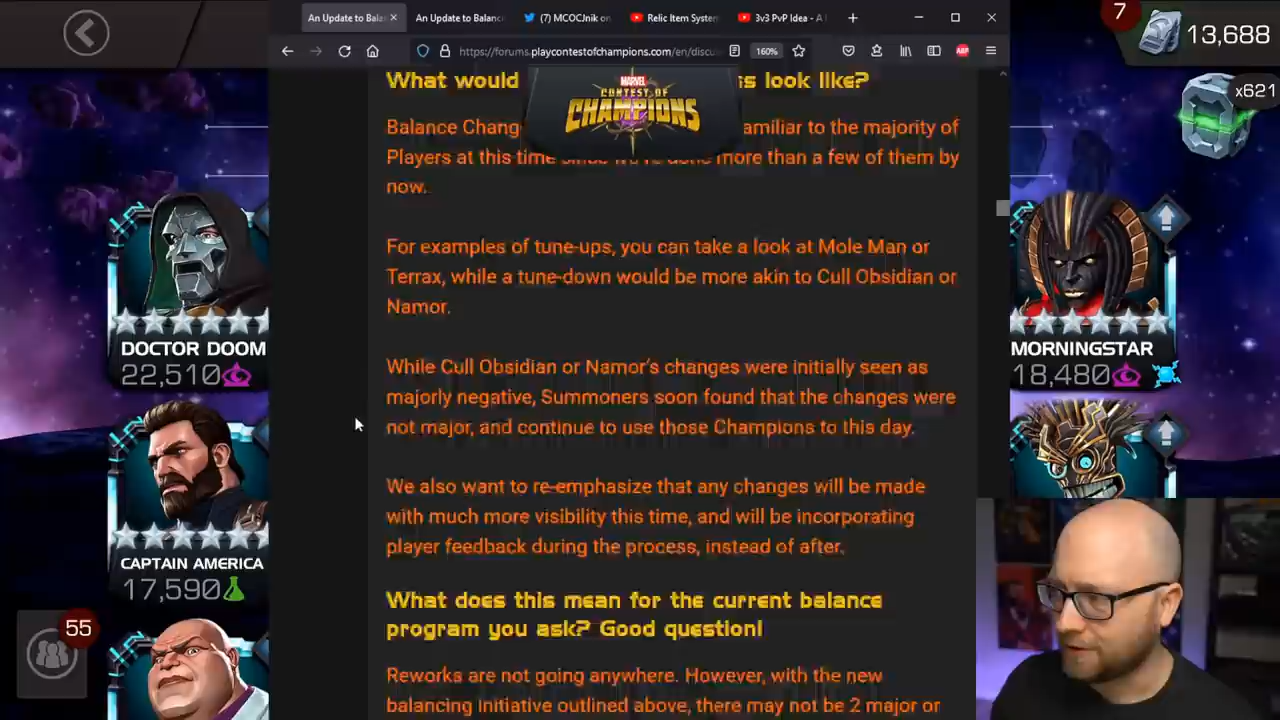 An Update to Bala
An Update to Balanc
(7) MCOCJnik on
Relic Item System
3v3 PvP Idea - A
7
13,688
https://forums.playcontestofchampions.com/en/discu
160%
ABP
x621
What would
ss look like?
MARVEL
CONTEST OF
CHAMPIONS
Balance Chang
amiliar to the majority of
Players at this time since we've done more than a few of them by
now.
For examples of tune-ups, you can take a look at Mole Man or
Terrax, while a tune-down would be more akin to Cull Obsidian or
Namor.
While Cull Obsidian or Namor's changes were initially seen as
majorly negative, Summoners soon found that the changes were
not major, and continue to use those Champions to this day.
We also want to re-emphasize that any changes will be made
with much more visibility this time, and will be incorporating
player feedback during the process, instead of after.
What does this mean for the current balance
program you ask? Good question!
Reworks are not going anywhere. However, with the new
balancing initiative outlined above, there may not be 2 major or
DOCTOR DOOM
22,510
CAPTAIN AMERICA
17,590
55
MORNINGSTAR
18,480